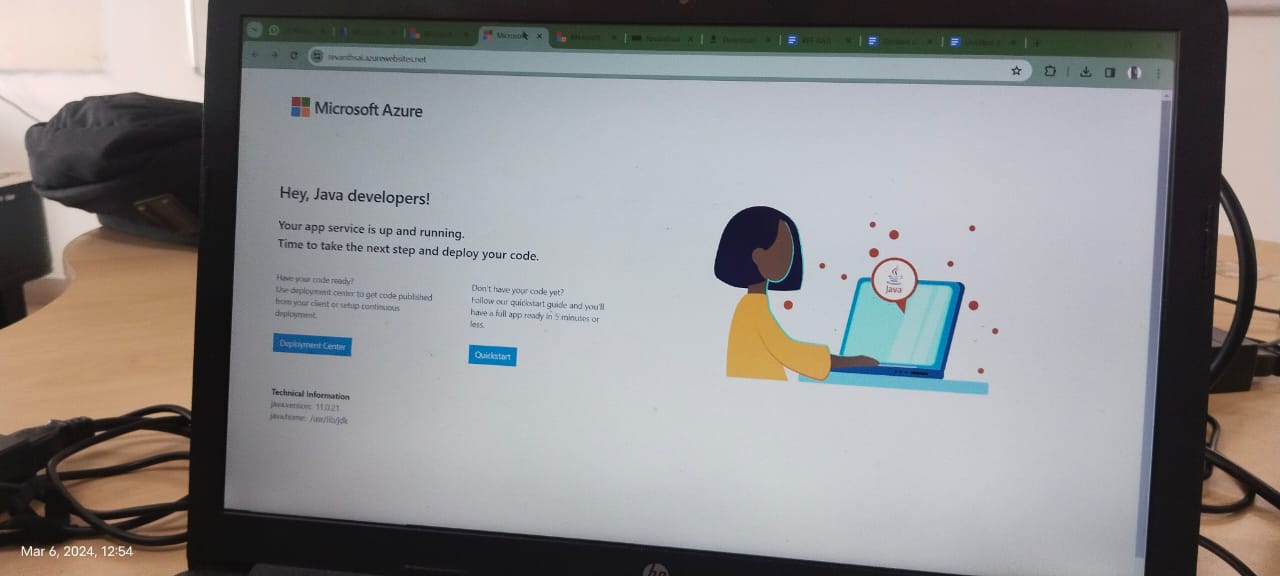 Microsoft
revanthsai.azurewebsites.net
Microsoft Azure
Hey, Java developers!
Your app service is up and running.
Time to take the next step and deploy your code.
Have your code ready?
Use deployment center to get code published
from your client or setup continuous
deployment.
Deployment Center
Don't have your code yet?
Follow our quickstart guide and you'll
have a full app ready in 5 minutes or
less.
Quickstart
Java
Technical Information
java.version: 11.0.21
java.home: /usr/lib/jdk
hp
Mar 6, 2024, 12:54